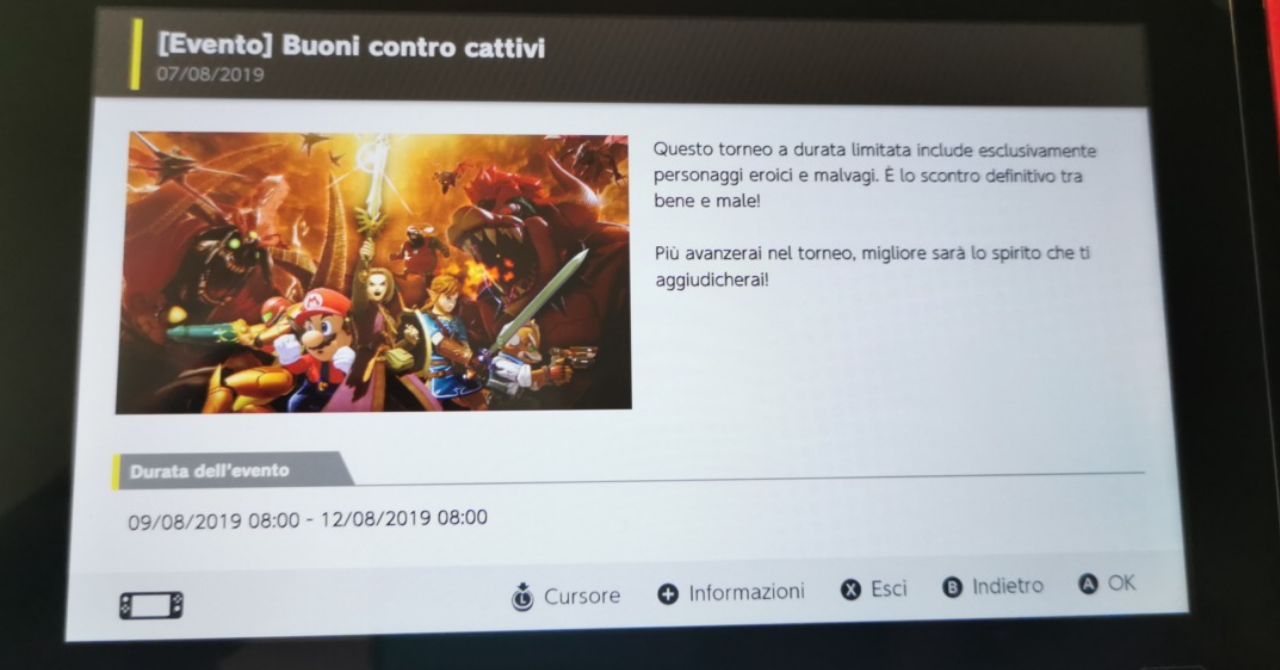 [Evento] Buoni contro cattivi
07/08/2019
Questo torneo a durata limitata include esclusivamente
personaggi eroici e malvagi. È lo scontro definitivo tra
bene e male!
Più avanzerai nel torneo, migliore sarà lo spirito che ti
aggiudicherai!
Durata dell'evento
09/08/2019 08:00 - 12/08/2019 08:00
L Cursore + Informazioni X Esci B Indietro A OK